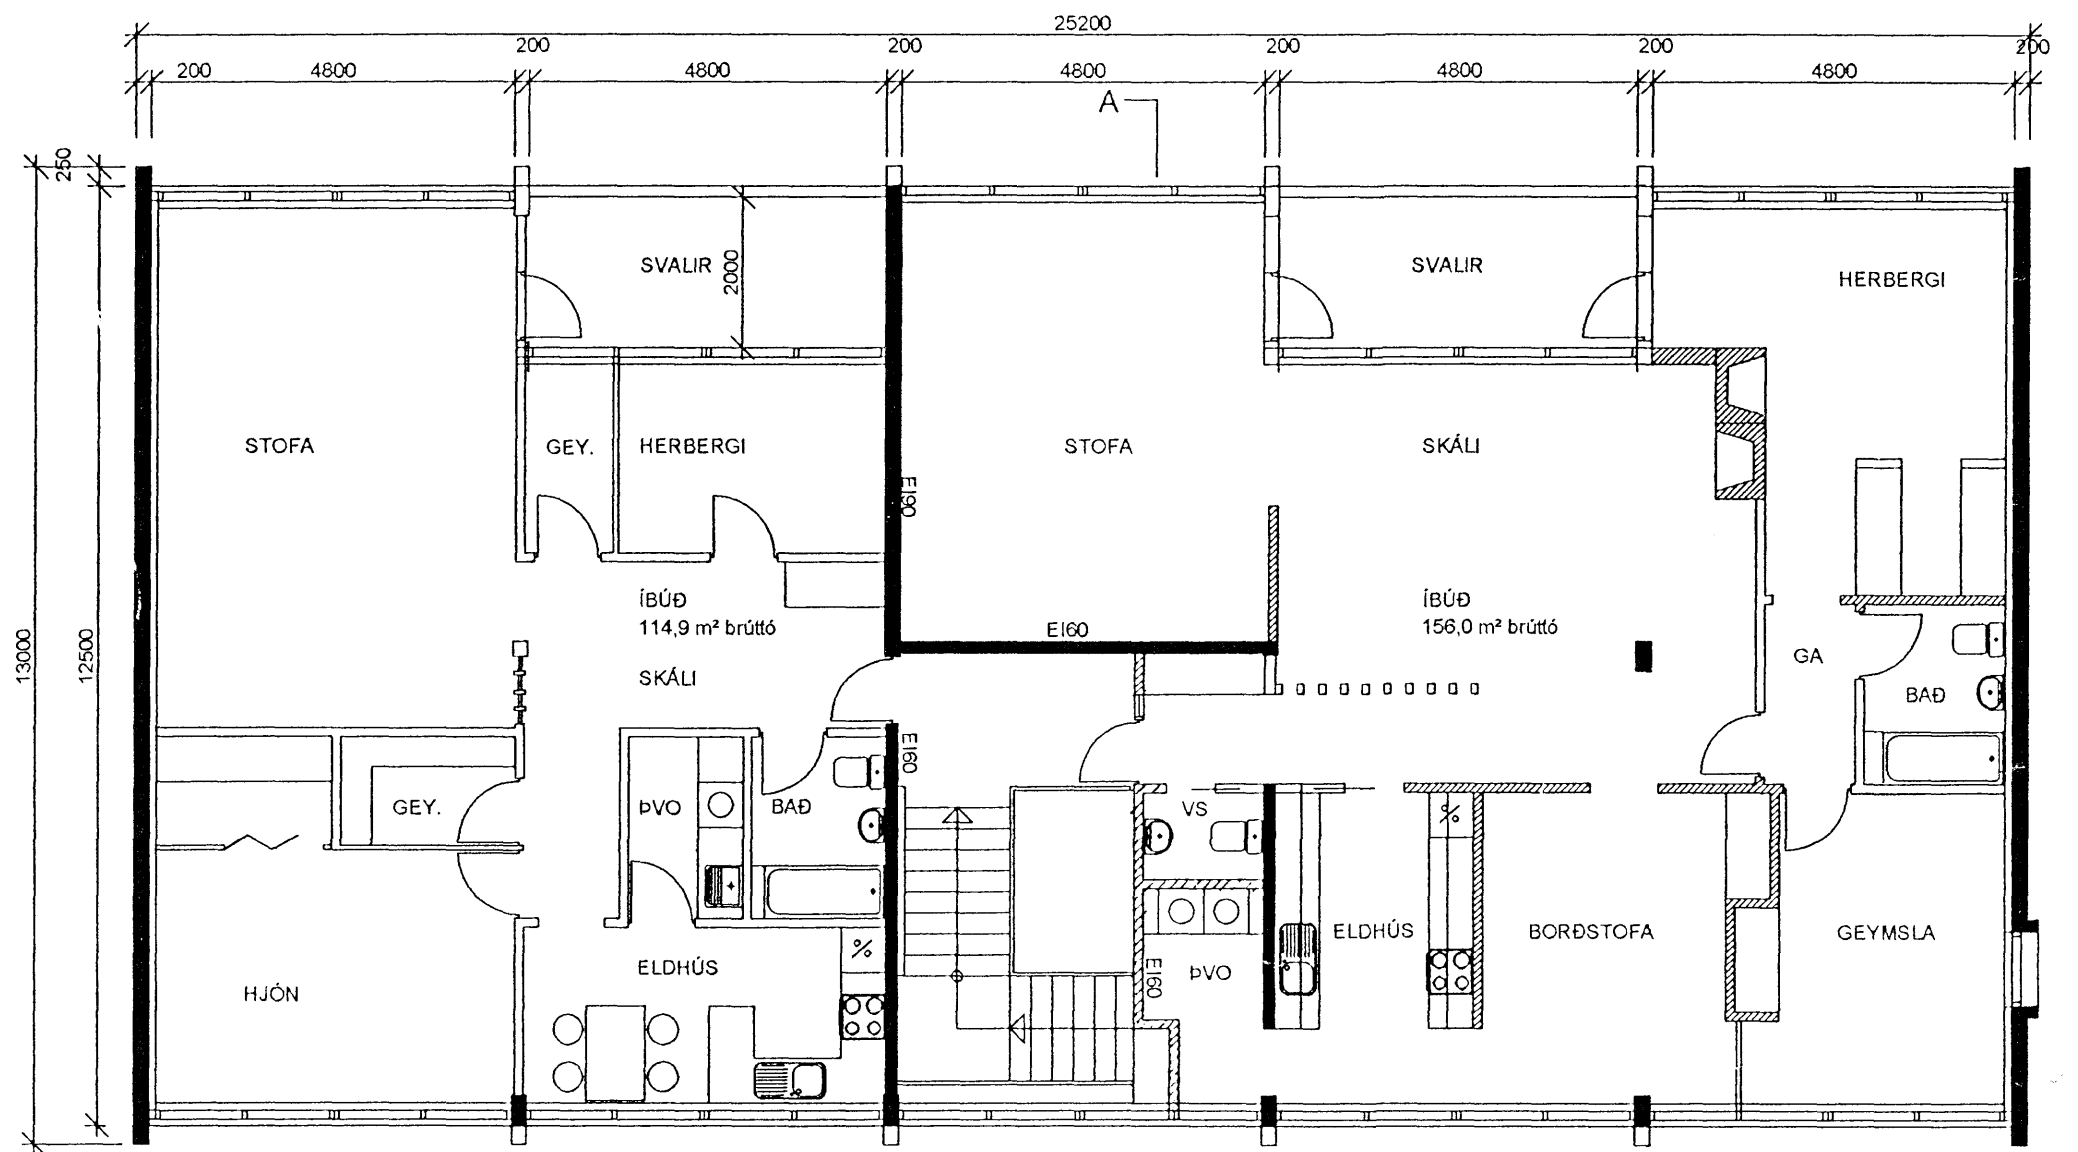 25200
200 200 200 200 200
200 4800 4800 4800 4800 4800
A
250
SVALIR SVALIR
2000
HERBERGI
STOFA GEY. HERBERGI STOFA SKÁLI
EI90
ÍBÚÐ
114,9 m² brúttó
EI60
ÍBÚÐ
156,0 m² brúttó
13000
12500
SKÁLI
GA
BAÐ
EI60
GEY. ÞVO BAÐ VS
ELDHÚS BORÐSTOFA GEYMSLA
HJÓN ELDHÚS
EI60
ÞVO